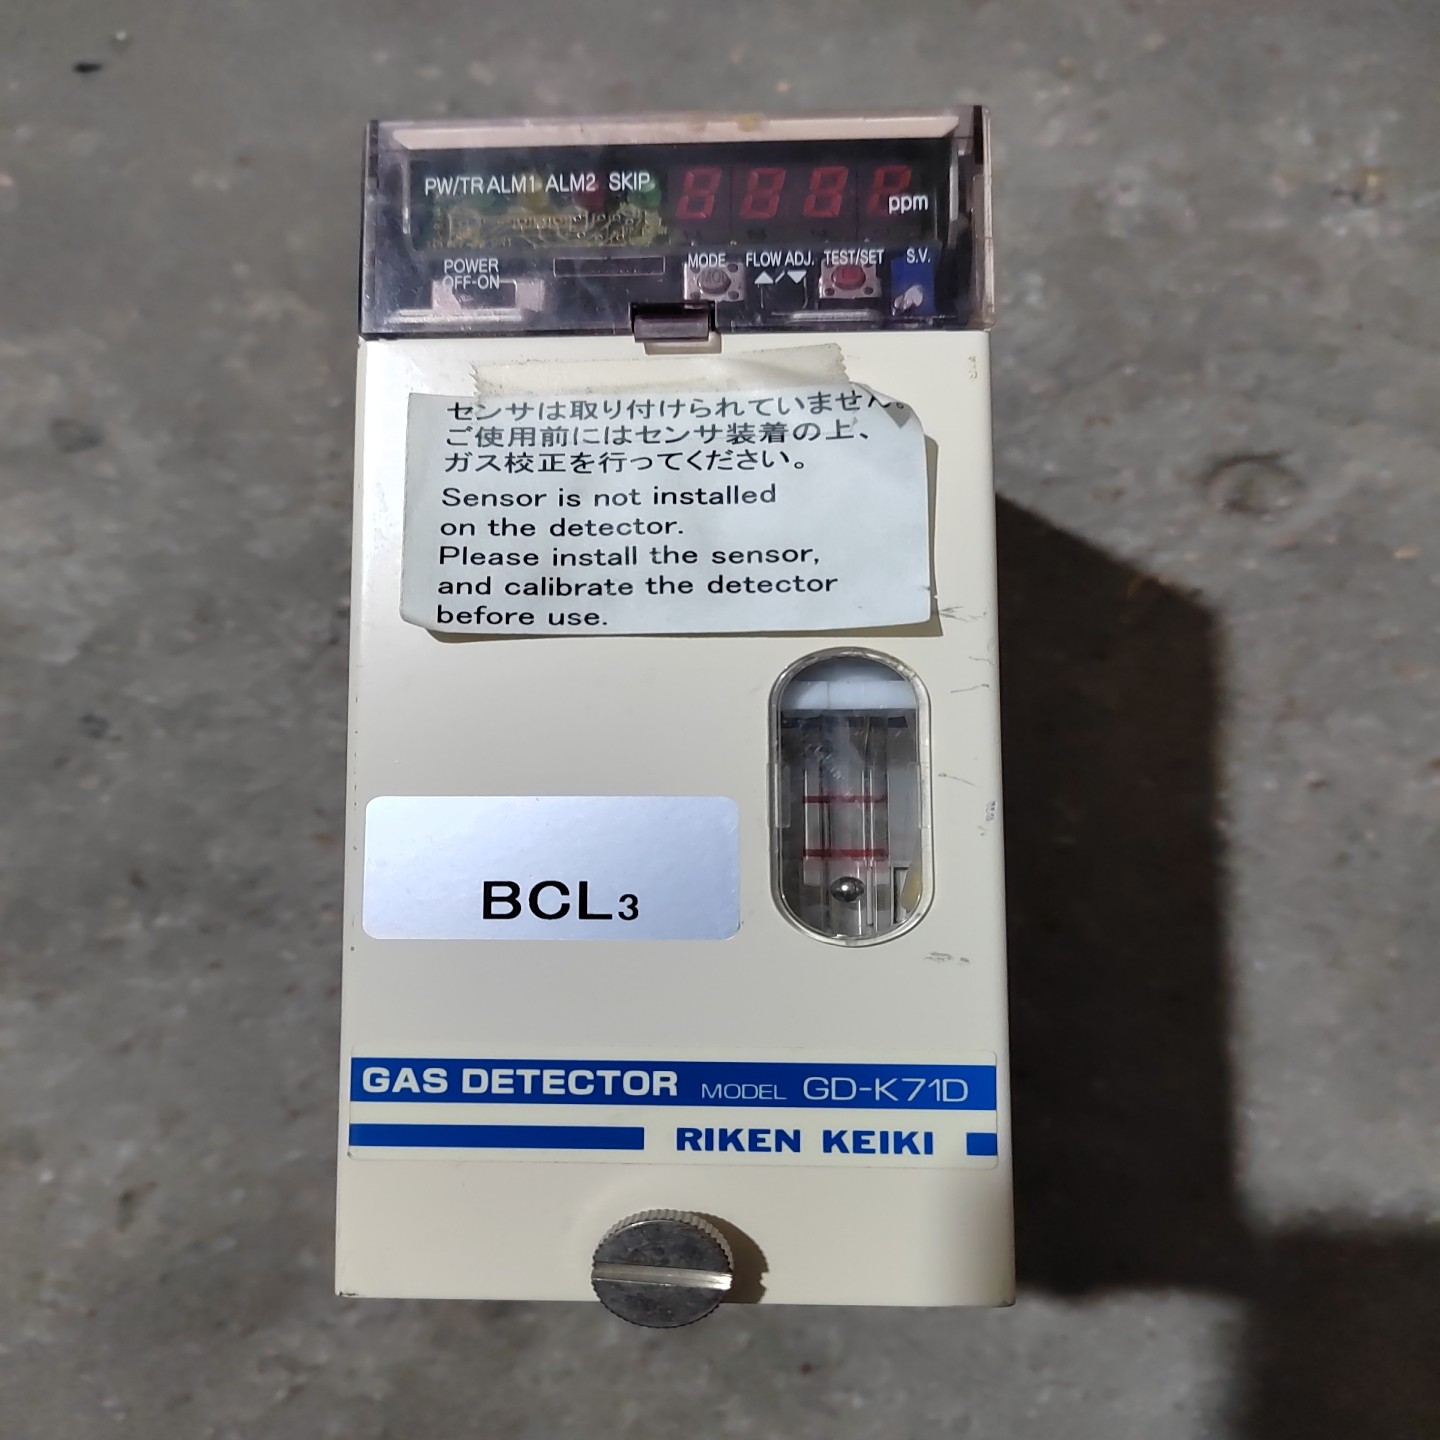 PW/TR ALM1 ALM2 SKIP
ppm
POWER
OFF-ON
MODE FLOW ADJ. TEST/SET S.V.
▲/▼
センサは取り付けられていません。
ご使用前にはセンサ装着の上、
ガス校正を行ってください。
Sensor is not installed
on the detector.
Please install the sensor,
and calibrate the detector
before use.
BCL₃
GAS DETECTOR MODEL GD-K71D
RIKEN KEIKI